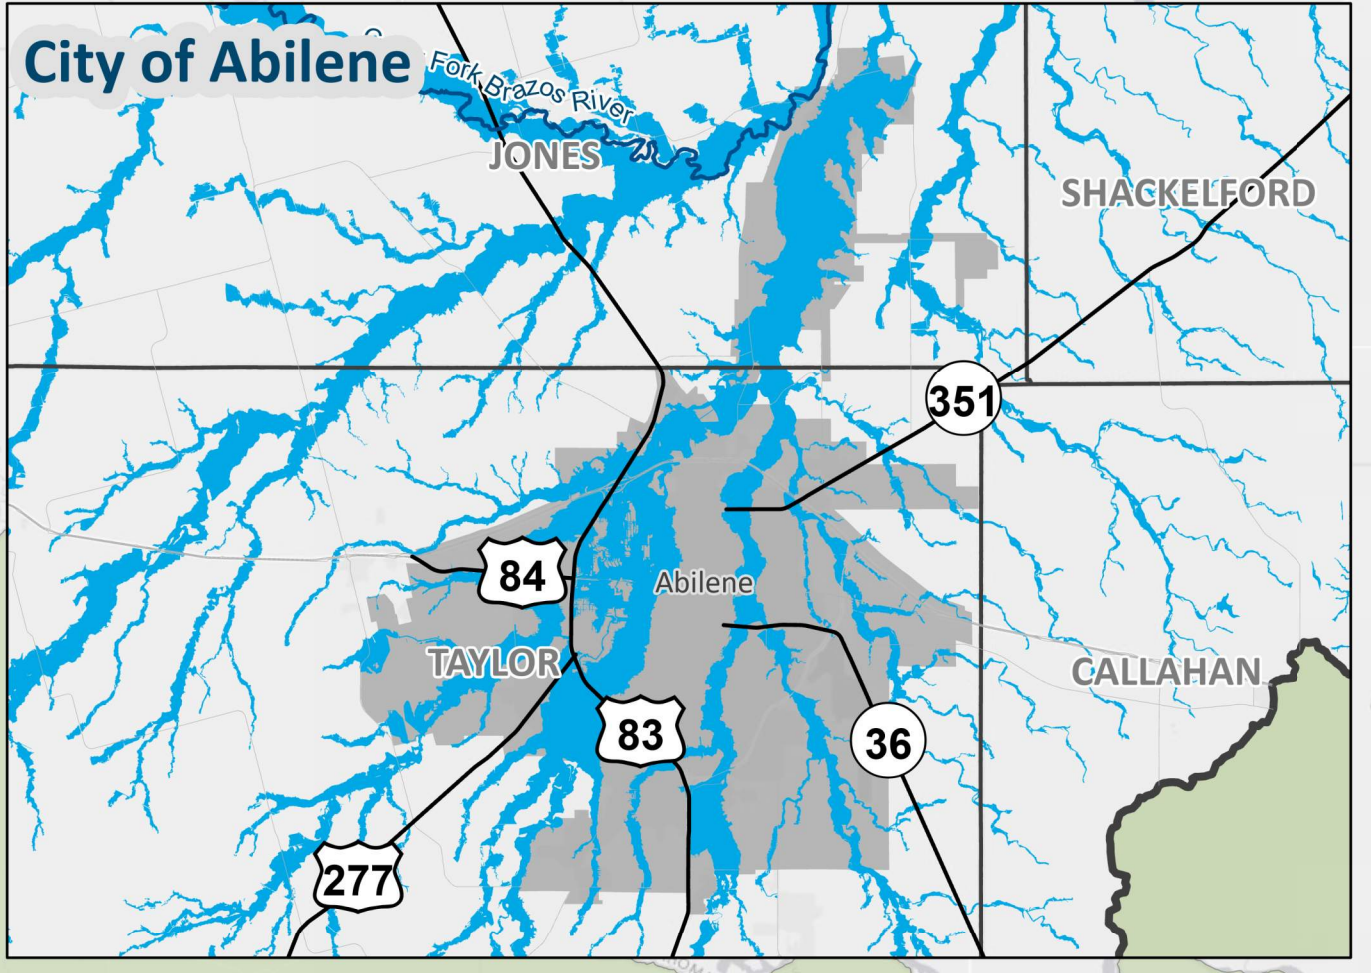 City of Abilene
Fork Brazos River
JONES
SHACKELFORD
351
84
Abilene
TAYLOR
CALLAHAN
83
36
277